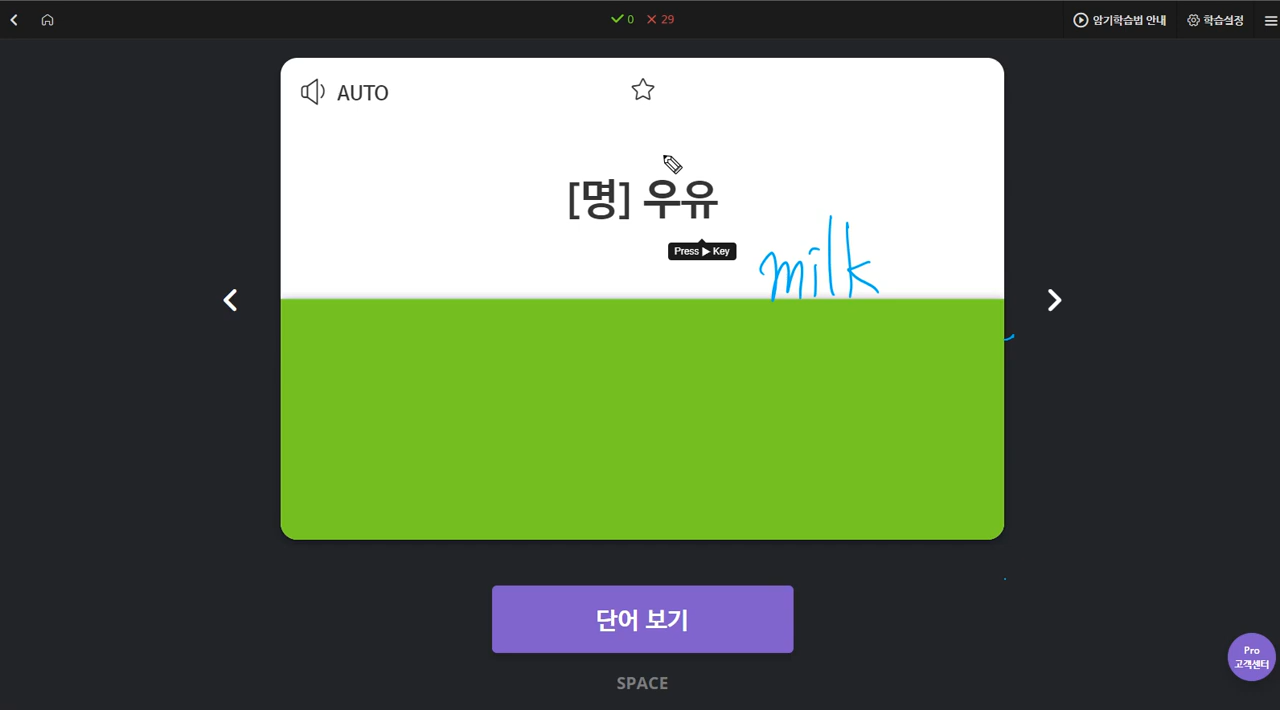 0 29 암기학습법 안내 학습설정
AUTO
[명] 우유
Press ▶ Key
milk
단어 보기
SPACE
Pro
고객센터